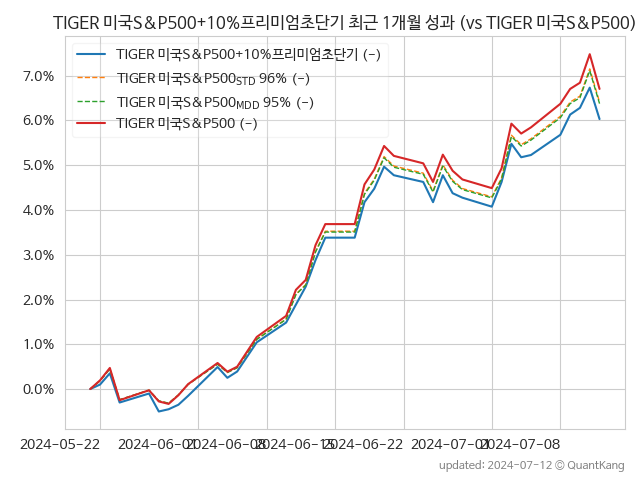 TIGER 미국S&P500+10%프리미엄초단기 최근 1개월 성과 (vs TIGER 미국S&P500)
TIGER 미국S&P500+10%프리미엄초단기 (-)
TIGER 미국S&P500STD 96% (-)
TIGER 미국S&P500MDD 95% (-)
TIGER 미국S&P500 (-)
7.0%
6.0%
5.0%
4.0%
3.0%
2.0%
1.0%
0.0%
2024-05-22 2024-06-01 2024-06-08 2024-06-15 2024-06-22 2024-07-01 2024-07-08
updated: 2024-07-12 © QuantKang